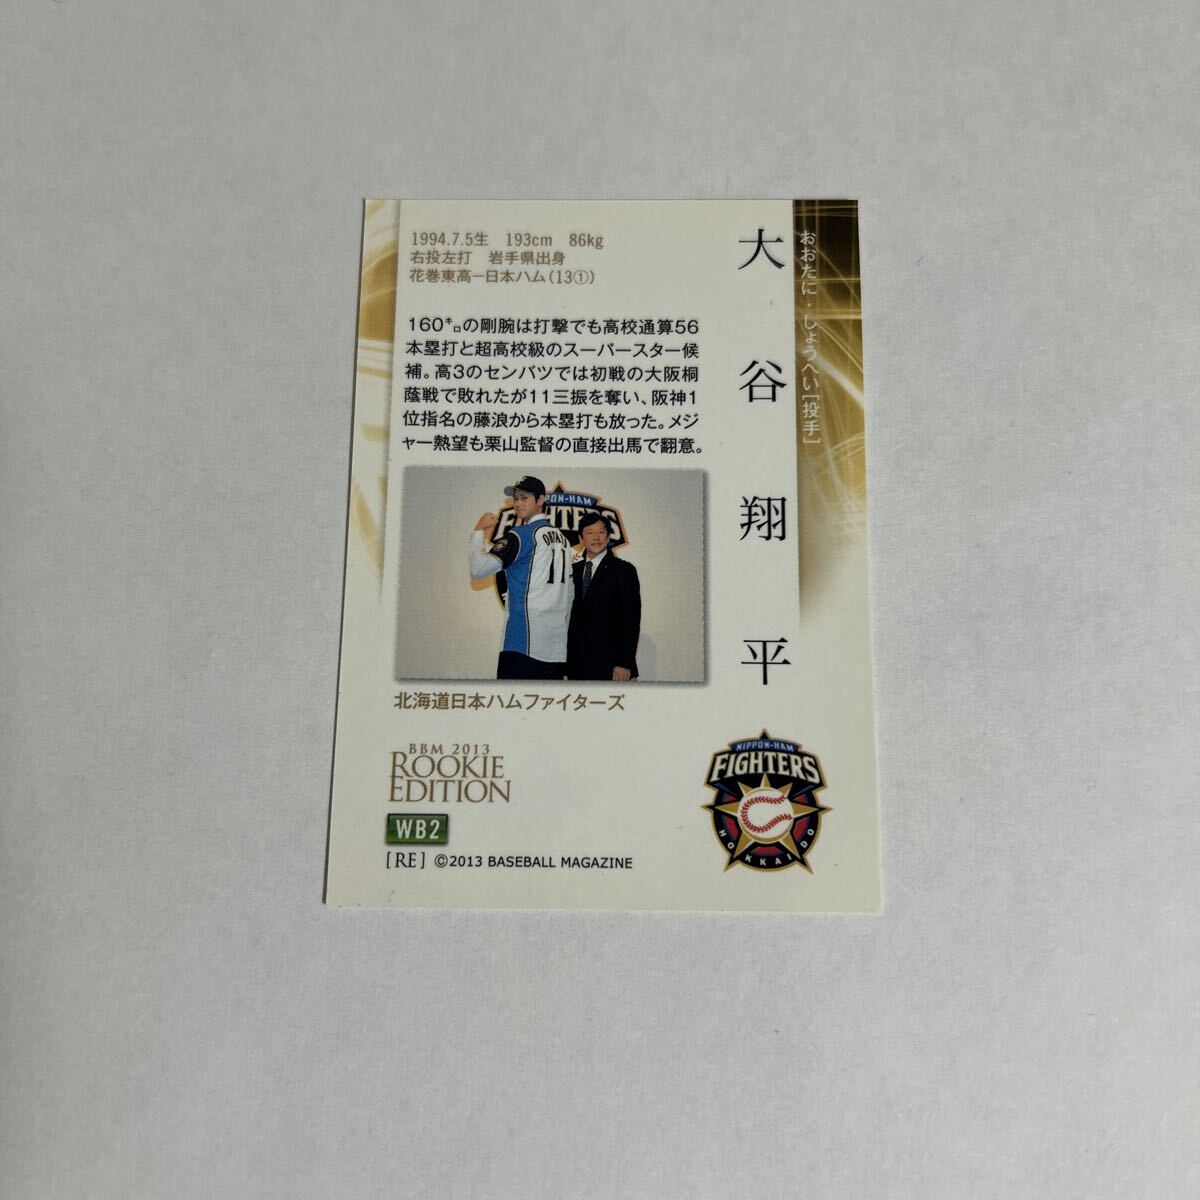 1994.7.5生　193cm　86kg
右投左打　岩手県出身
花巻東高ー日本ハム(13①)
大谷翔平
おおたに・しょうへい[投手]
160㌔の剛腕は打撃でも高校通算56
本塁打と超高校級のスーパースター候
補。高3のセンバツでは初戦の大阪桐
蔭戦で敗れたが11三振を奪い、阪神1
位指名の藤浪から本塁打も放った。メジ
ャー熱望も栗山監督の直接出馬で翻意。
NIPPON-HAM
FIGHTERS
11
北海道日本ハムファイターズ
BBM 2013
ROOKIE
EDITION
WB2
[RE] ©2013 BASEBALL MAGAZINE
NIPPON-HAM
FIGHTERS
HOKKAIDO